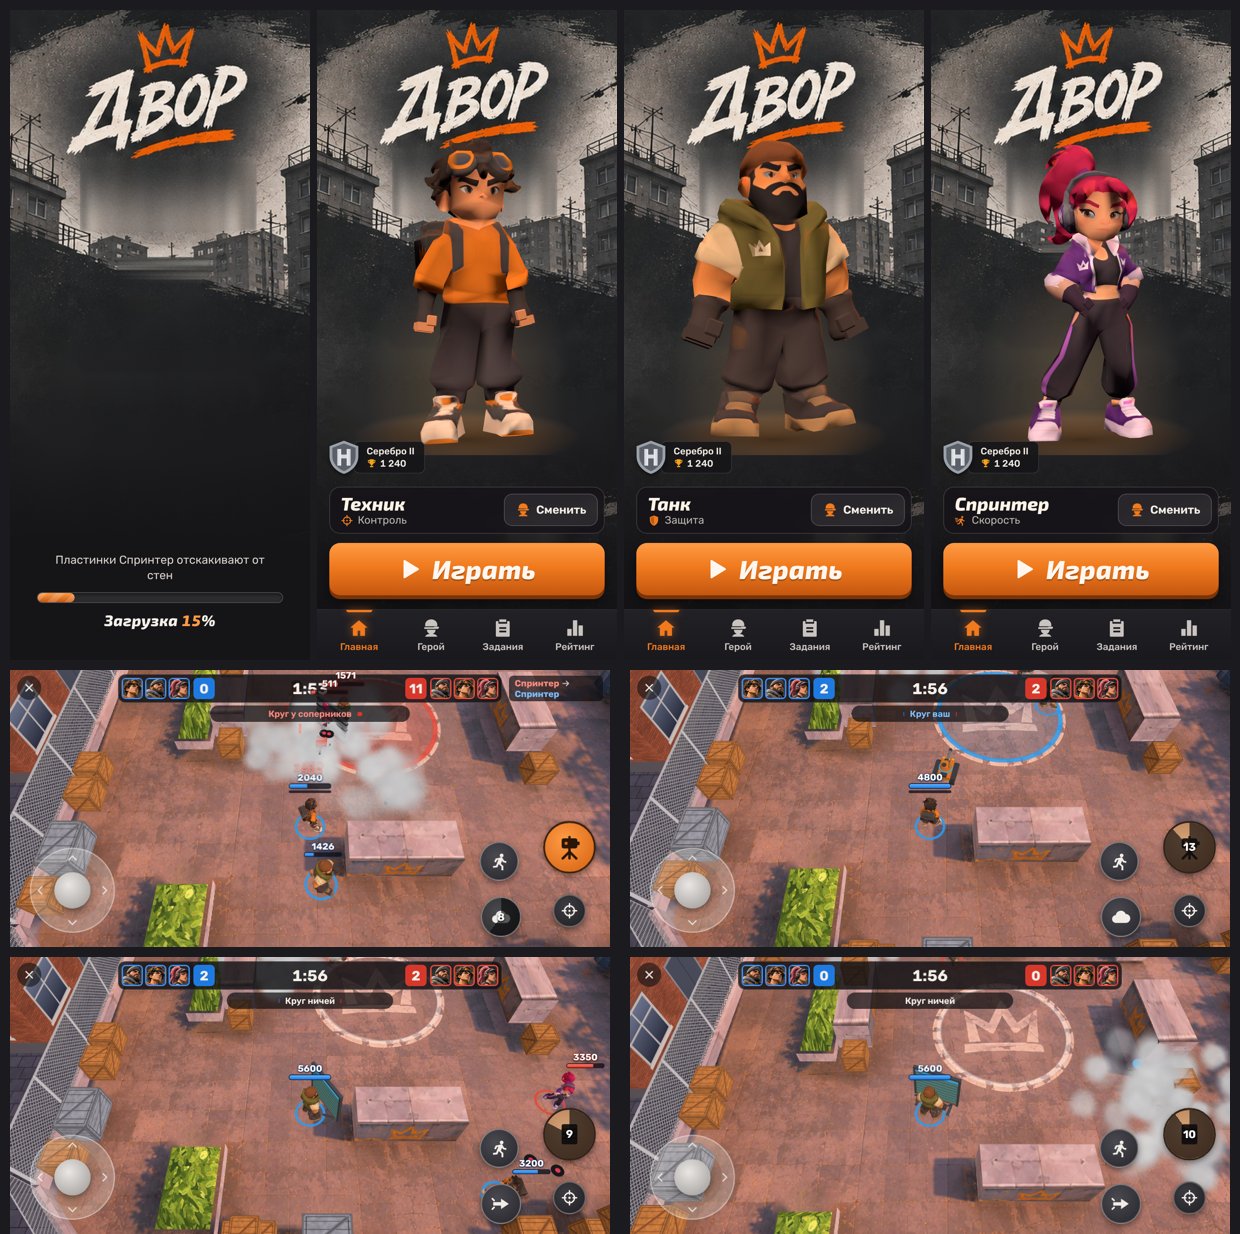 ДВОР
Пластинки Спринтер отскакивают от
стен
Загрузка 15%
ДВОР
H
Серебро II
1 240
Техник
Контроль
Сменить
Играть
Главная
Герой
Задания
Рейтинг
ДВОР
H
Серебро II
1 240
Танк
Защита
Сменить
Играть
Главная
Герой
Задания
Рейтинг
ДВОР
H
Серебро II
1 240
Спринтер
Скорость
Сменить
Играть
Главная
Герой
Задания
Рейтинг
0
1571
511
11
Спринтер →
Спринтер
Круг у соперников
2040
1426
8
2
1:56
2
Круг ваш
4800
13
2
1:56
2
Круг ничей
5600
3350
9
3200
0
1:56
0
Круг ничей
5600
10